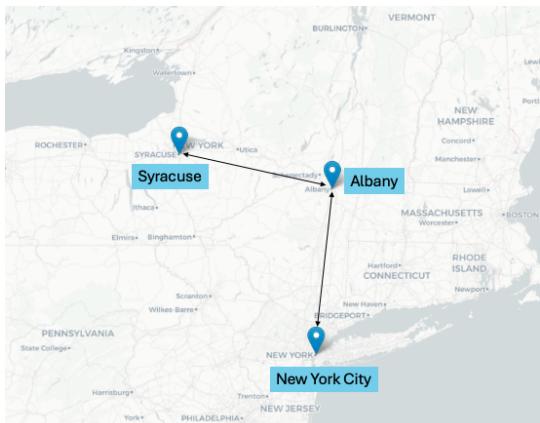 VERMONT
BURLINGTON
Kingston
Watertown
NEW
HAMPSHIRE
ROCHESTER
SYRACUSE
NEW YORK
Utica
Concord
Manchester
Syracuse
Schenectady
Albany
Albany
Lowell
Ithaca
MASSACHUSETTS
BOSTON
Worcester
Elmira
Binghamton
RHODE
ISLAND
Hartford
CONNECTICUT
Newport
Scranton
New Haven
Wilkes-Barre
BRIDGEPORT
PENNSYLVANIA
State College
NEW YORK
New York City
Harrisburg
Trenton
NEW JERSEY
York
PHILADELPHIA